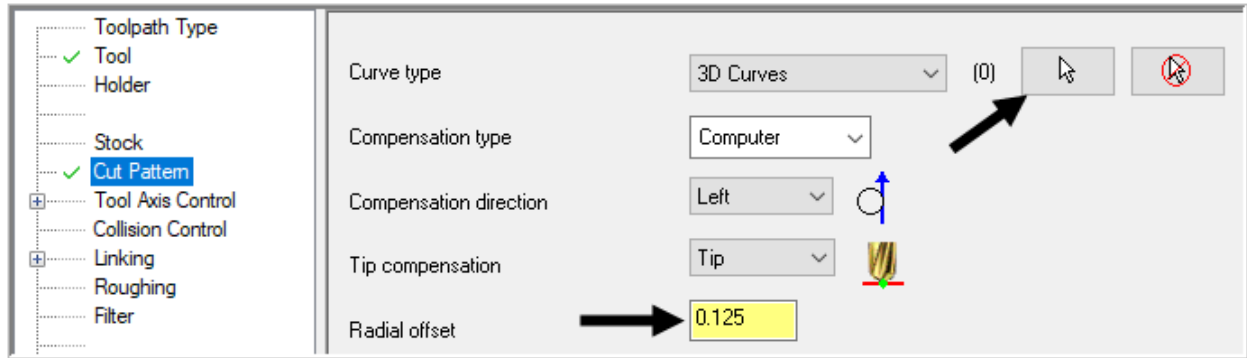 Toolpath Type
Tool
Holder
Stock
Cut Pattern
Tool Axis Control
Collision Control
Linking
Roughing
Filter
Curve type 3D Curves (0)
Compensation type Computer
Compensation direction Left
Tip compensation Tip
Radial offset 0.125